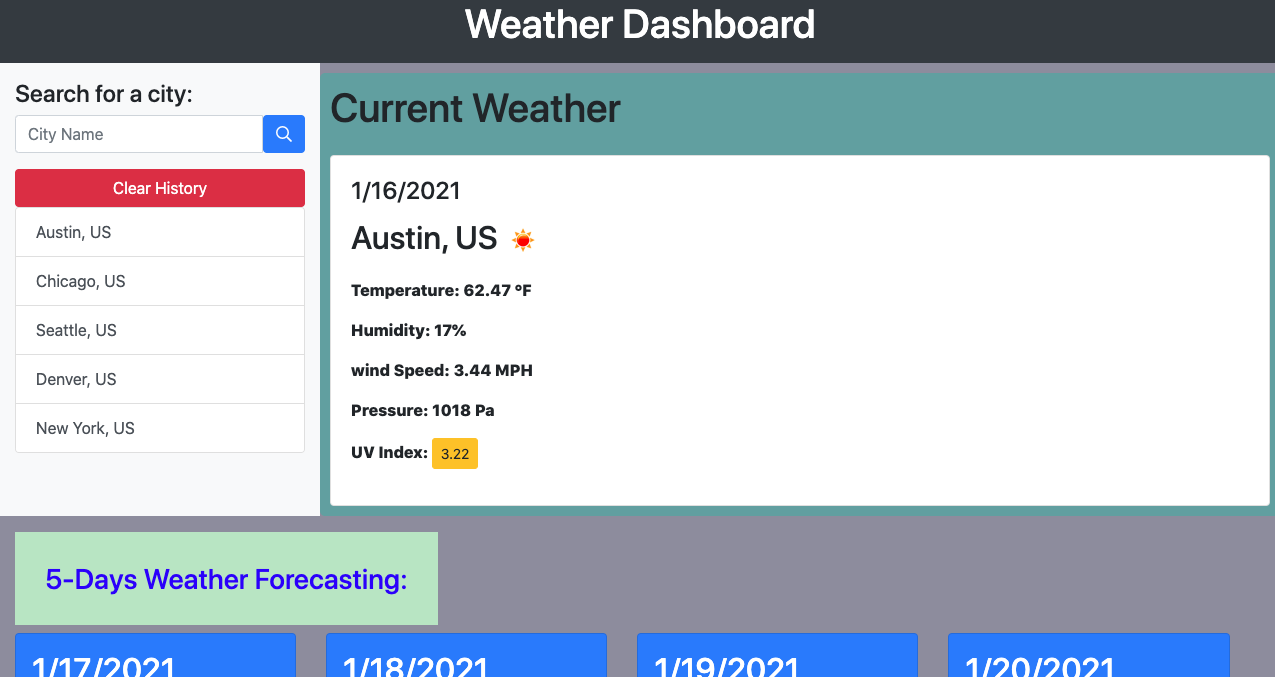 Weather Dashboard
Search for a city:
City Name
Clear History
Austin, US
Chicago, US
Seattle, US
Denver, US
New York, US
Current Weather
1/16/2021
Austin, US
Temperature: 62.47 °F
Humidity: 17%
wind Speed: 3.44 MPH
Pressure: 1018 Pa
UV Index: 3.22
5-Days Weather Forecasting:
1/17/2021
1/18/2021
1/19/2021
1/20/2021